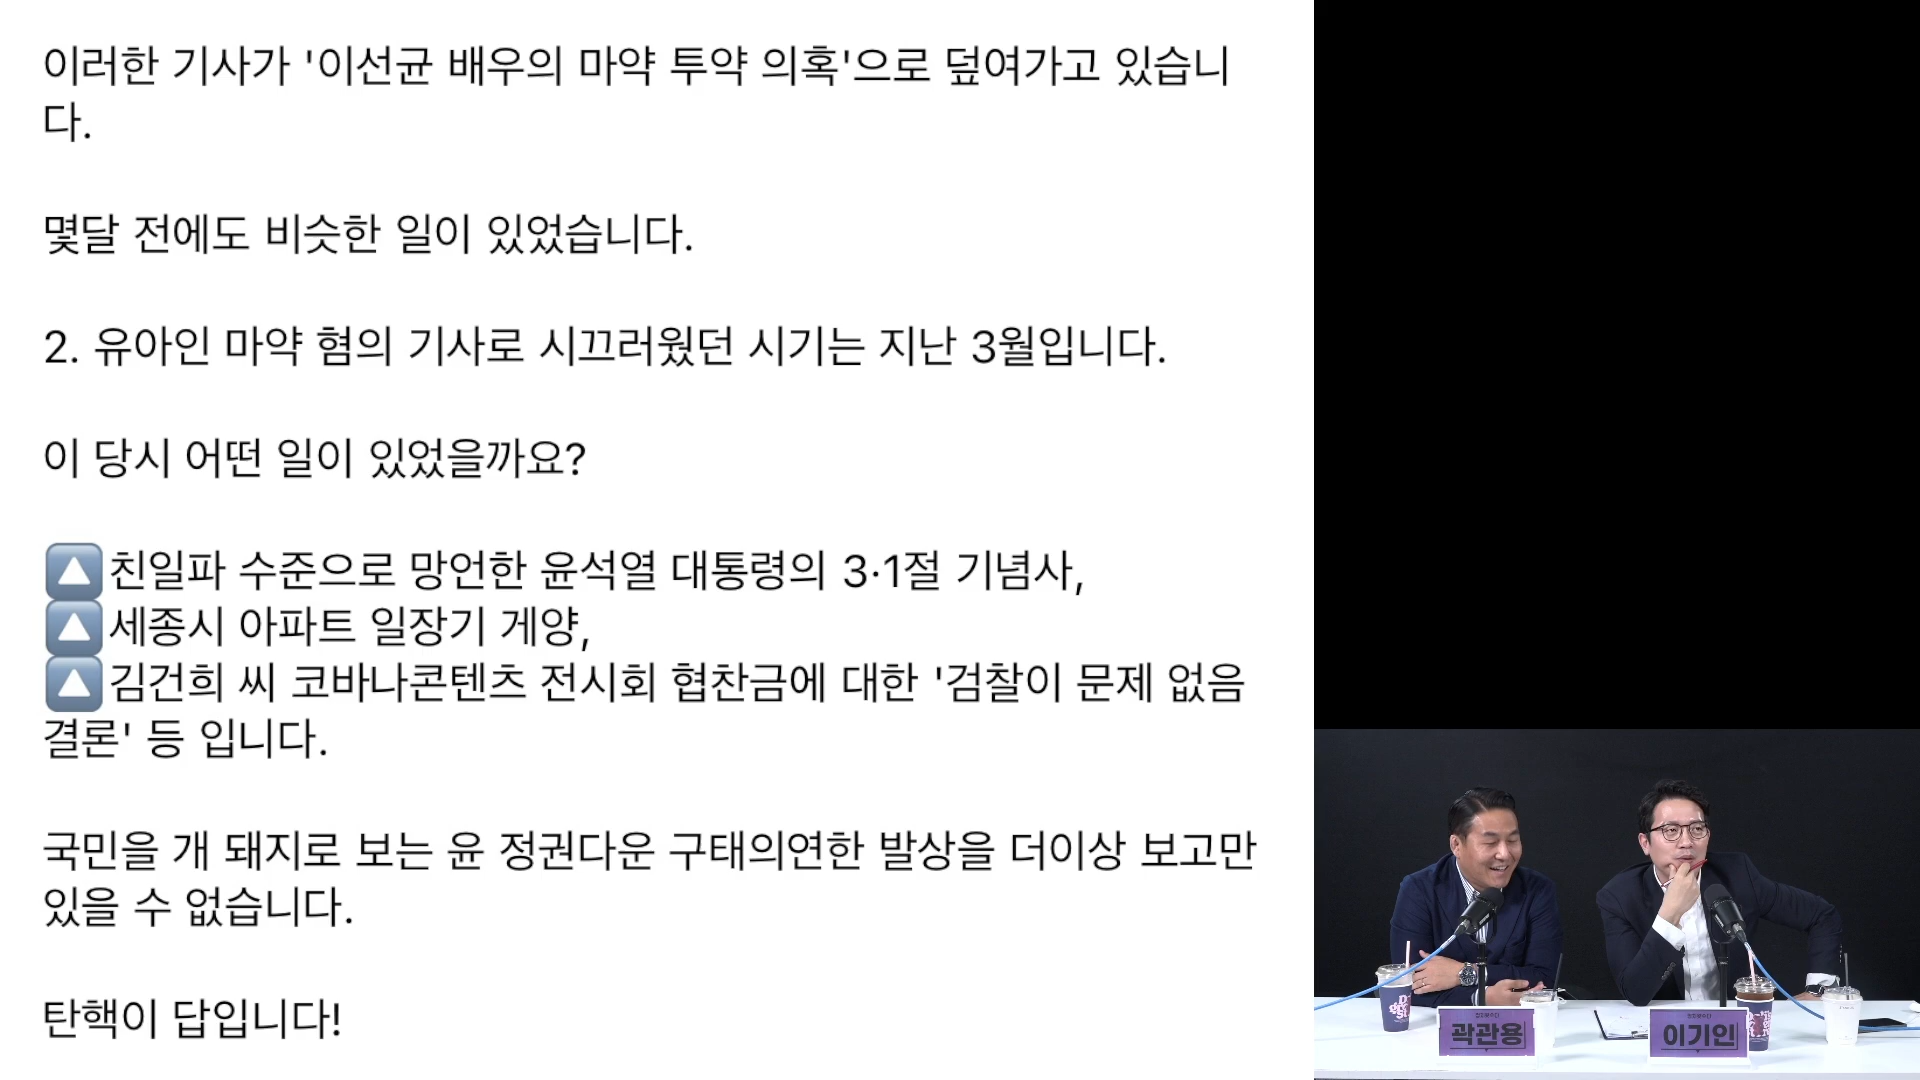 이러한 기사가 '이선균 배우의 마약 투약 의혹'으로 덮여가고 있습니
다.
몇달 전에도 비슷한 일이 있었습니다.
2. 유아인 마약 혐의 기사로 시끄러웠던 시기는 지난 3월입니다.
이 당시 어떤 일이 있었을까요?
친일파 수준으로 망언한 윤석열 대통령의 3·1절 기념사,
세종시 아파트 일장기 게양,
김건희 씨 코바나콘텐츠 전시회 협찬금에 대한 '검찰이 문제 없음
결론' 등 입니다.
국민을 개 돼지로 보는 윤 정권다운 구태의연한 발상을 더이상 보고만
있을 수 없습니다.
탄핵이 답입니다!
곽관용
이기인